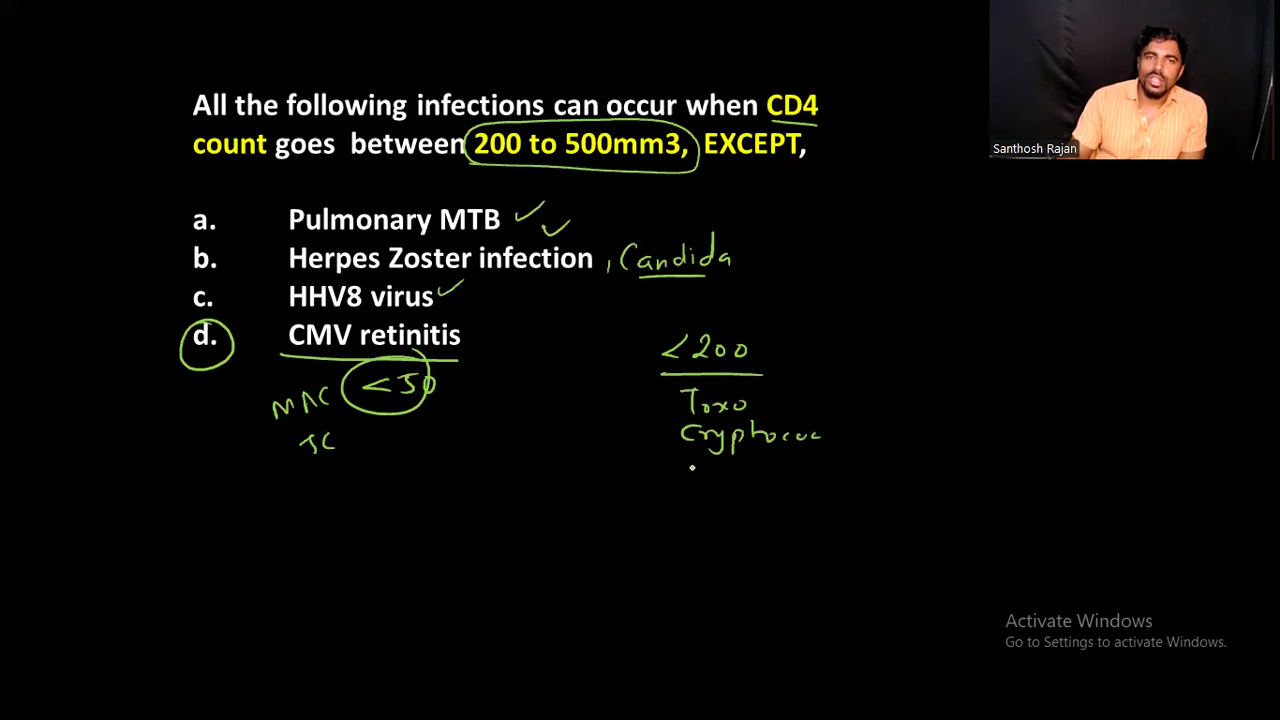 All the following infections can occur when CD4
count goes between 200 to 500mm3, EXCEPT,
a. Pulmonary MTB
b. Herpes Zoster infection , Candida
c. HHV8 virus
d. CMV retinitis
<50
MAC
JC
<200
Toxo
Cryptococ
Santhosh Rajan
Activate Windows
Go to Settings to activate Windows.